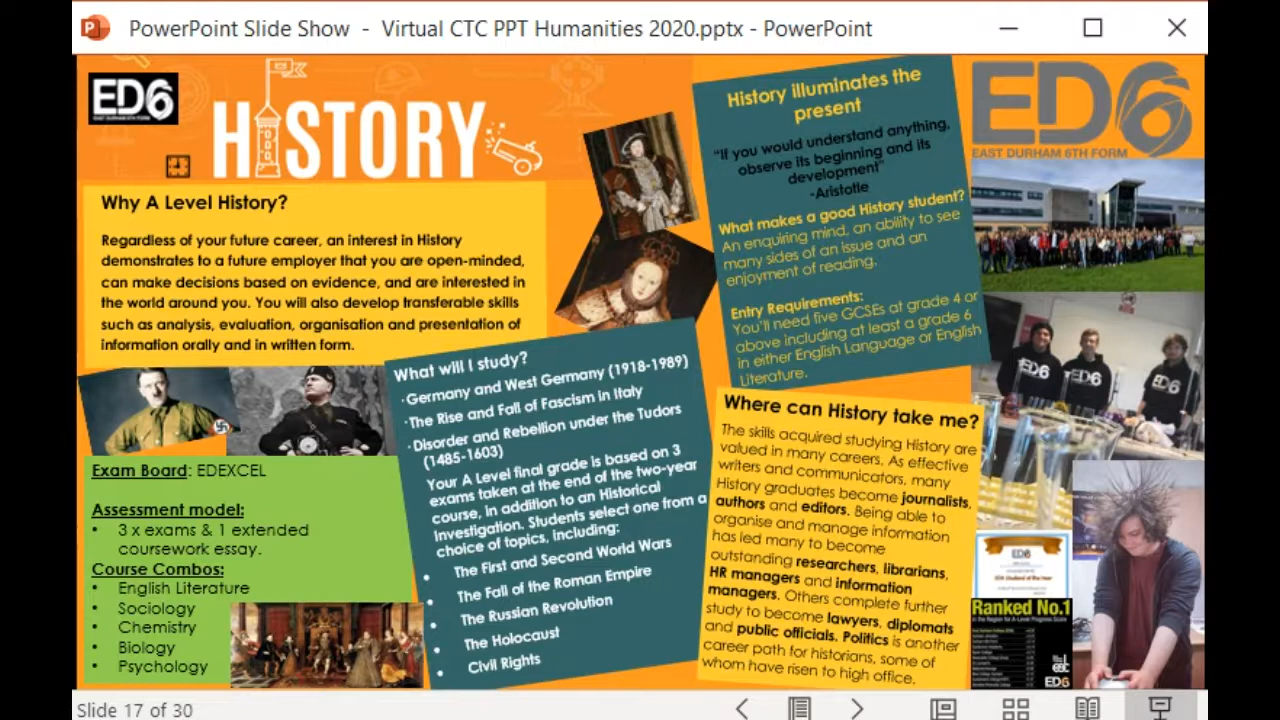 PowerPoint Slide Show - Virtual CTC PPT Humanities 2020.pptx - PowerPoint
ED6
EAST DURHAM 6TH FORM
HISTORY
Why A Level History?
Regardless of your future career, an interest in History
demonstrates to a future employer that you are open-minded,
can make decisions based on evidence, and are interested in
the world around you. You will also develop transferable skills
such as analysis, evaluation, organisation and presentation of
information orally and in written form.
Exam Board: EDEXCEL
Assessment model:
• 3 x exams & 1 extended
coursework essay.
Course Combos:
• English Literature
• Sociology
• Chemistry
• Biology
• Psychology
What will I study?
·Germany and West Germany (1918-1989)
·The Rise and Fall of Fascism in Italy
·Disorder and Rebellion under the Tudors
(1485-1603)
Your A Level final grade is based on 3
exams taken at the end of the two-year
course, in addition to an Historical
Investigation. Students select one from a
choice of topics, including:
• The First and Second World Wars
• The Fall of the Roman Empire
• The Russian Revolution
• The Holocaust
• Civil Rights
History illuminates the
present
"If you would understand anything,
observe its beginning and its
development"
-Aristotle
What makes a good History student?
An enquiring mind, an ability to see
many sides of an issue and an
enjoyment of reading.
Entry Requirements:
You'll need five GCSEs at grade 4 or
above including at least a grade 6
in either English Language or English
Literature.
Where can History take me?
The skills acquired studying History are
valued in many careers. As effective
writers and communicators, many
History graduates become journalists,
authors and editors. Being able to
organise and manage information
has led many to become
outstanding researchers, librarians,
HR managers and information
managers. Others complete further
study to become lawyers, diplomats
and public officials. Politics is another
career path for historians, some of
whom have risen to high office.
ED6
EAST DURHAM 6TH FORM
ED6
ED6
ED6
ED6
Ranked No.1
in the Region for A-Level Progress Score
ED6
Slide 17 of 30